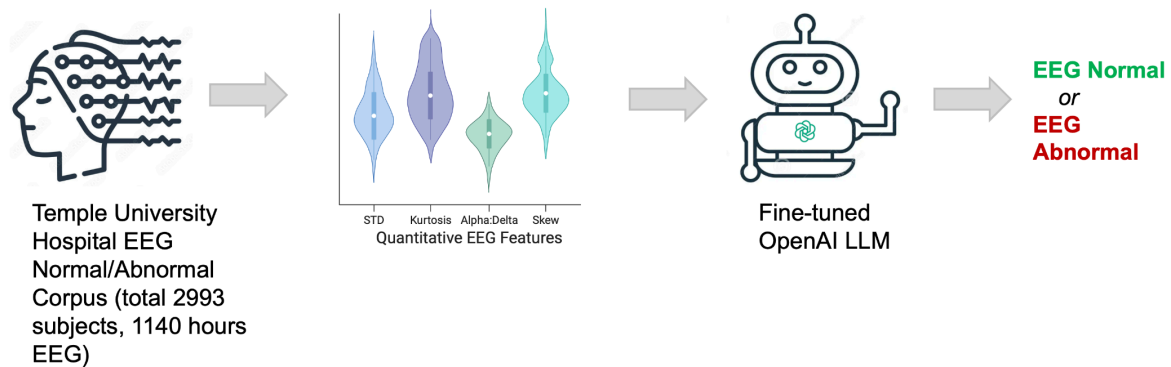 Temple University
Hospital EEG
Normal/Abnormal
Corpus (total 2993
subjects, 1140 hours
EEG)
STD Kurtosis Alpha:Delta Skew
Quantitative EEG Features
Fine-tuned
OpenAI LLM
EEG Normal
or
EEG
Abnormal